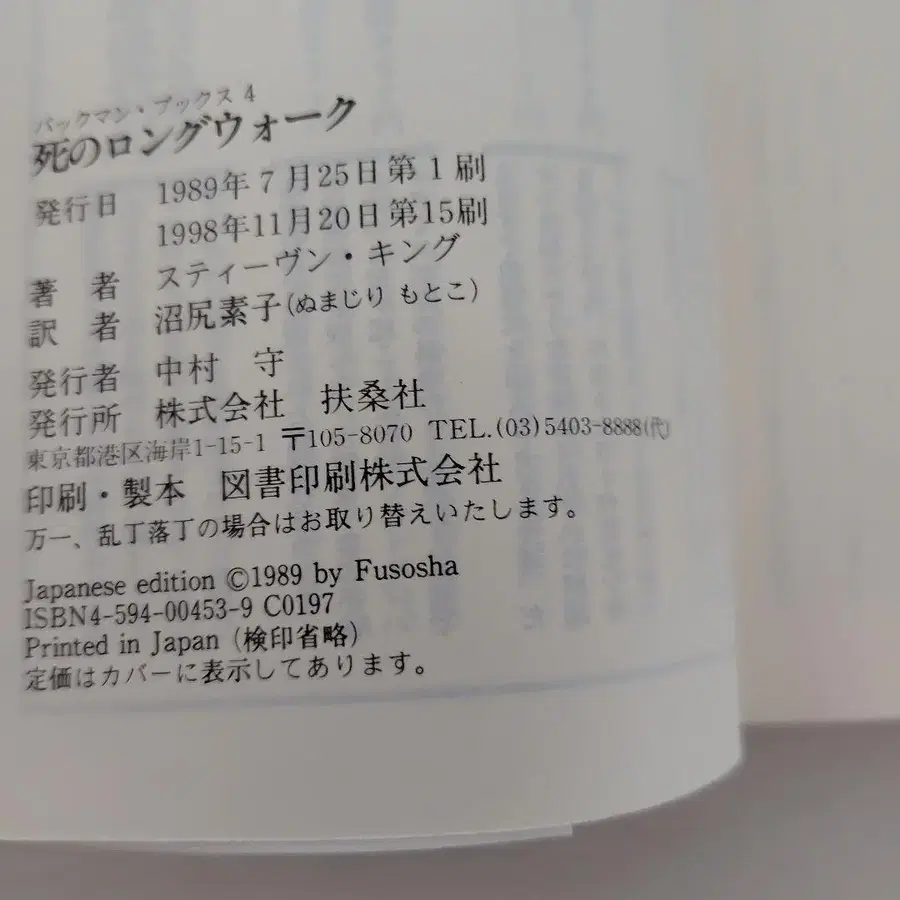 バックマン・ブックス 4
死のロングウォーク
発行日 1989年7月25日第1刷
1998年11月20日第15刷
著者 スティーヴン・キング
訳者 沼尻素子(ぬまじり もとこ)
発行者 中村 守
発行所 株式会社 扶桑社
東京都港区海岸1-15-1 〒105-8070 TEL.(03)5403-8888(代)
印刷・製本 図書印刷株式会社
万一、乱丁落丁の場合はお取り替えいたします。
Japanese edition ©1989 by Fusosha
ISBN4-594-00453-9 C0197
Printed in Japan (検印省略)
定価はカバーに表示してあります。